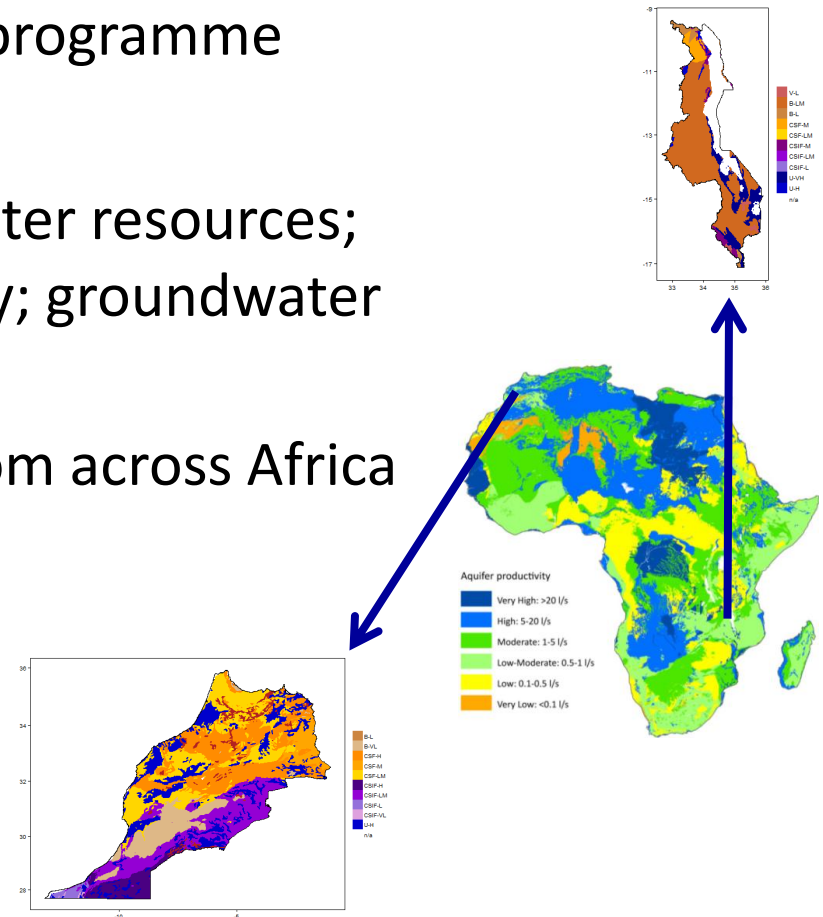 programme
ter resources;
y; groundwater
om across Africa
-9
-11
-13
-15
-17
33 34 35 36
V-L
B-LM
B-L
CSF-M
CSF-LM
CSIF-M
CSIF-LM
CSIF-L
U-VH
U-H
n/a
Aquifer productivity
Very High: >20 l/s
High: 5-20 l/s
Moderate: 1-5 l/s
Low-Moderate: 0.5-1 l/s
Low: 0.1-0.5 l/s
Very Low: <0.1 l/s
36
34
32
30
28
B-L
B-VL
CSF-H
CSF-M
CSF-LM
CSIF-H
CSIF-LM
CSIF-L
CSIF-VL
U-H
n/a